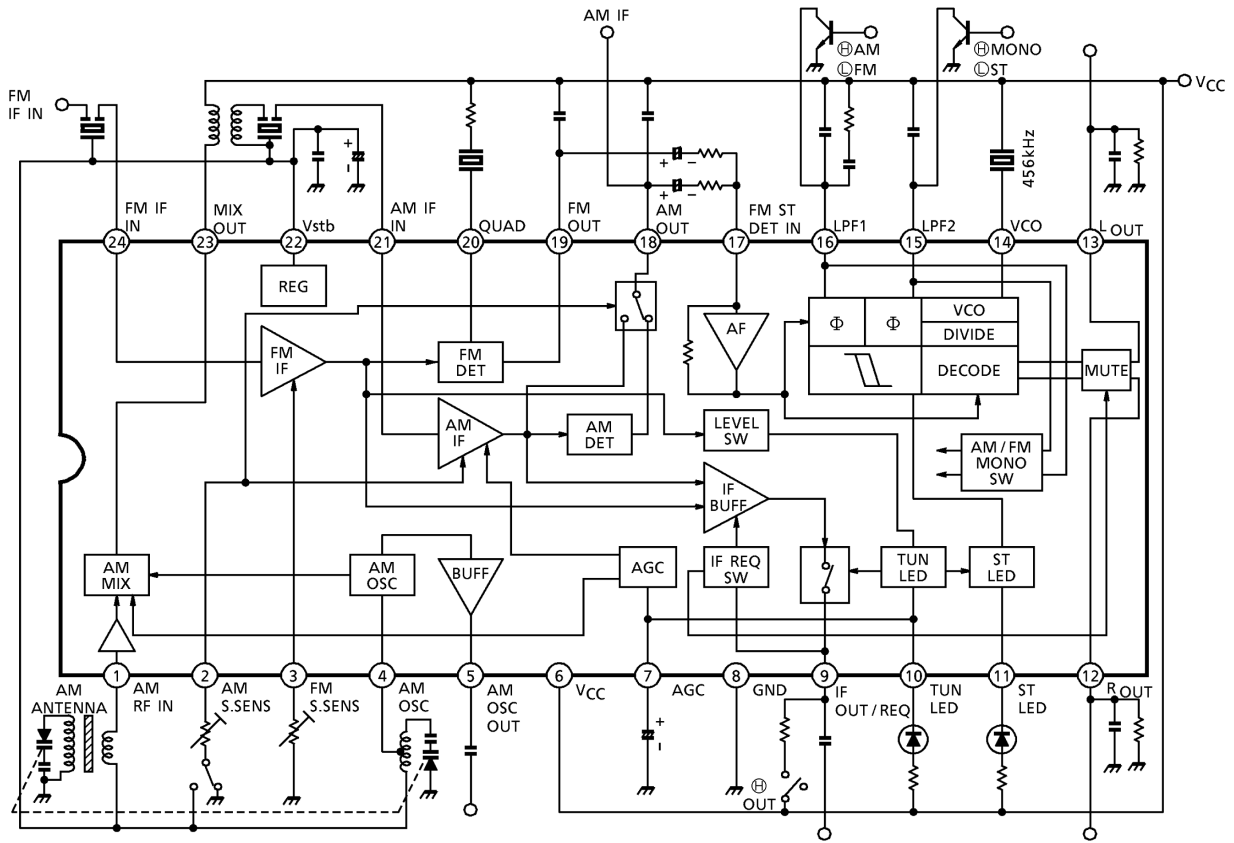 AM IF
Ⓗ AM
Ⓛ FM
Ⓗ MONO
Ⓛ ST
VCC
FM
IF IN
+
-
+ -
+ -
456kHz
FM IF
IN
MIX
OUT
Vstb
AM IF
IN
QUAD
FM
OUT
AM
OUT
FM ST
DET IN
LPF1
LPF2
VCO
L OUT
24
23
22
21
20
19
18
17
16
15
14
13
REG
FM
IF
FM
DET
AF
Φ
Φ
VCO
DIVIDE
DECODE
MUTE
AM
IF
AM
DET
LEVEL
SW
AM / FM
MONO
SW
IF
BUFF
AM
MIX
AM
OSC
BUFF
AGC
IF REQ
SW
TUN
LED
ST
LED
1
2
3
4
5
6
7
8
9
10
11
12
AM
ANTENNA
AM
RF IN
AM
S.SENS
FM
S.SENS
AM
OSC
AM
OSC
OUT
VCC
AGC
GND
IF
OUT / REQ
TUN
LED
ST
LED
R OUT
+
-
Ⓗ
OUT